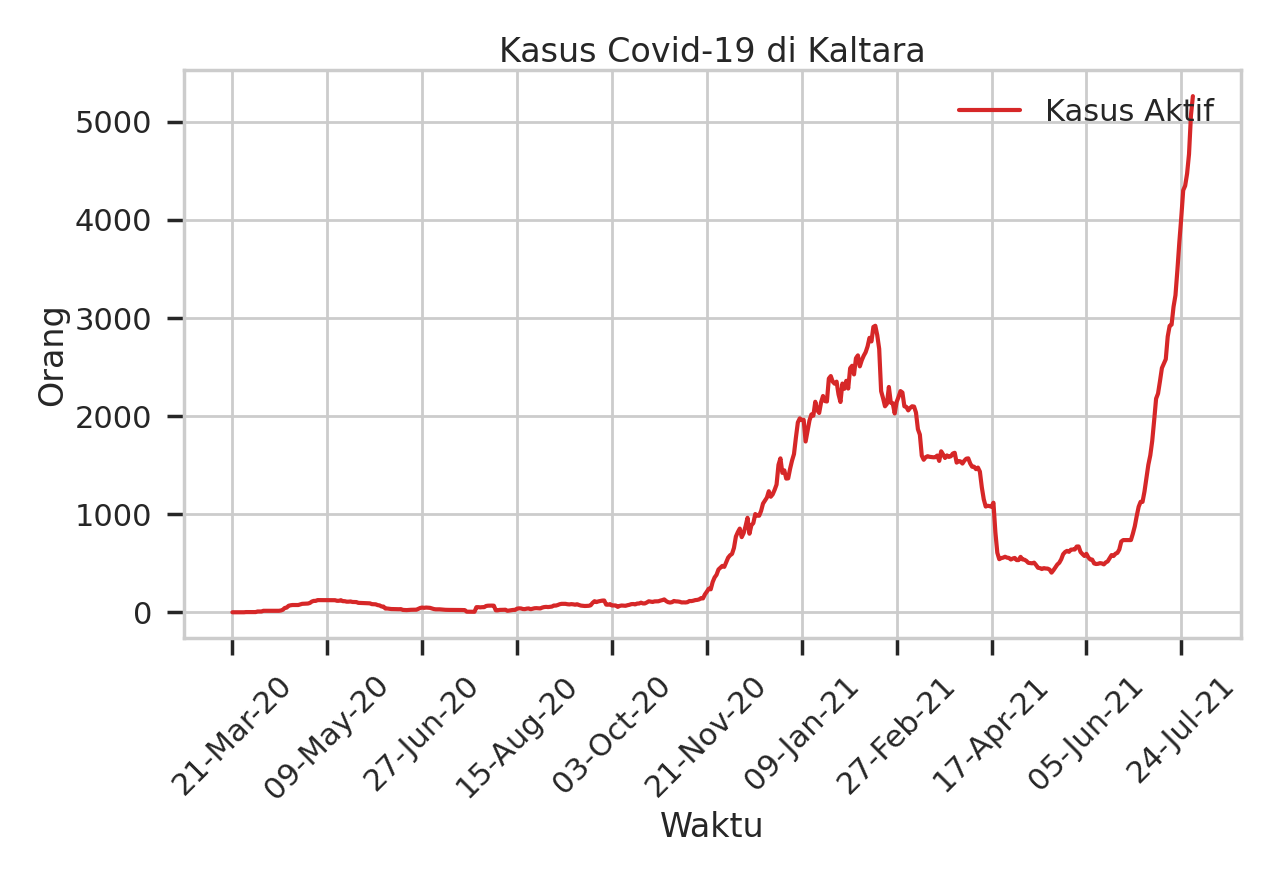 Kasus Covid-19 di Kaltara
Kasus Aktif
Orang
5000
4000
3000
2000
1000
0
21-Mar-20
09-May-20
27-Jun-20
15-Aug-20
03-Oct-20
21-Nov-20
09-Jan-21
27-Feb-21
17-Apr-21
05-Jun-21
24-Jul-21
Waktu